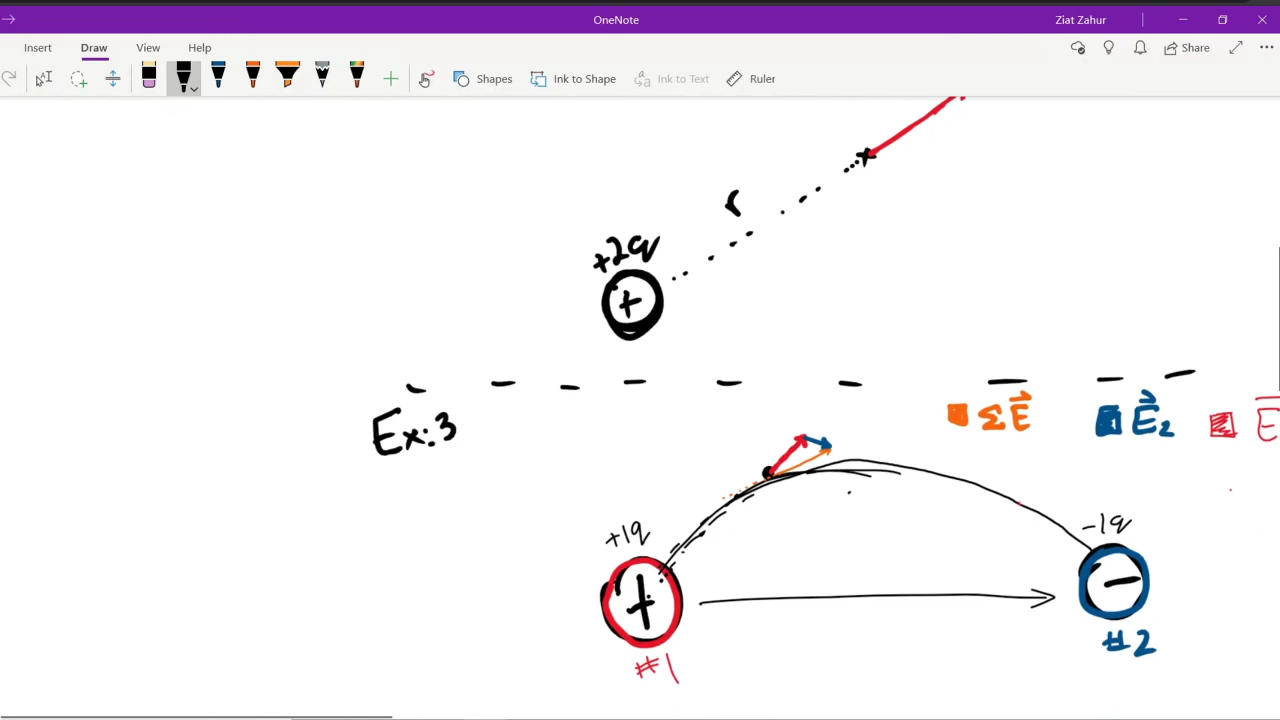 OneNote
Ziat Zahur
Insert Draw View Help
Share
Shapes Ink to Shape Ink to Text Ruler
r
+2q
+
Ex:3
ΣE⃗ E⃗₂ E
+1q
-1q
+
−
#1
#2